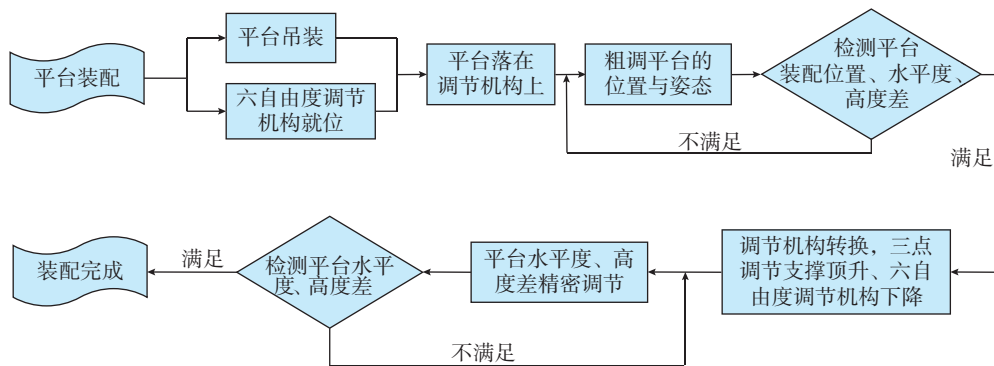 平台装配
平台吊装
六自由度调节
机构就位
平台落在
调节机构上
粗调平台的
位置与姿态
检测平台
装配位置、水平度、
高度差
不满足
满足
调节机构转换，三点
调节支撑顶升、六自
由度调节机构下降
平台水平度、高
度差精密调节
检测平台水平
度、高度差
满足
装配完成
不满足